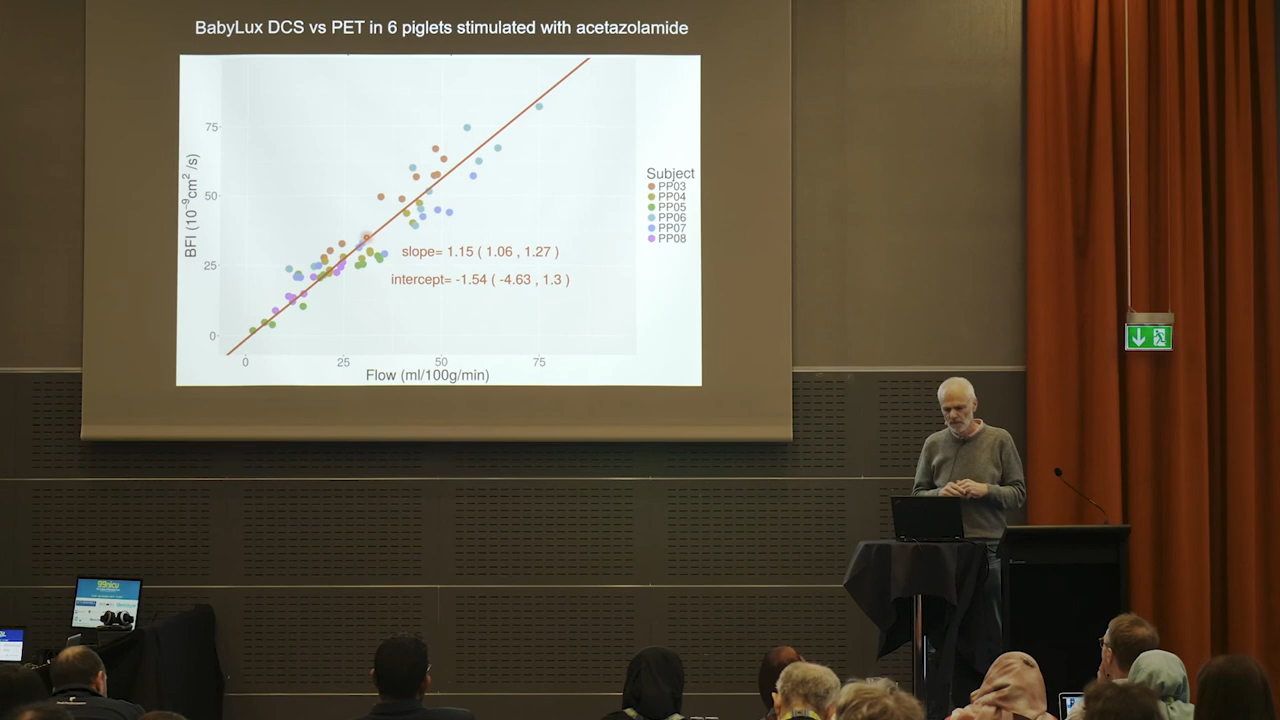 BabyLux DCS vs PET in 6 piglets stimulated with acetazolamide
BFI (10⁻⁹cm² /s)
75
50
25
0
slope= 1.15 ( 1.06 , 1.27 )
intercept= -1.54 ( -4.63 , 1.3 )
0
25
50
75
Flow (ml/100g/min)
Subject
PP03
PP04
PP05
PP06
PP07
PP08
99nicu